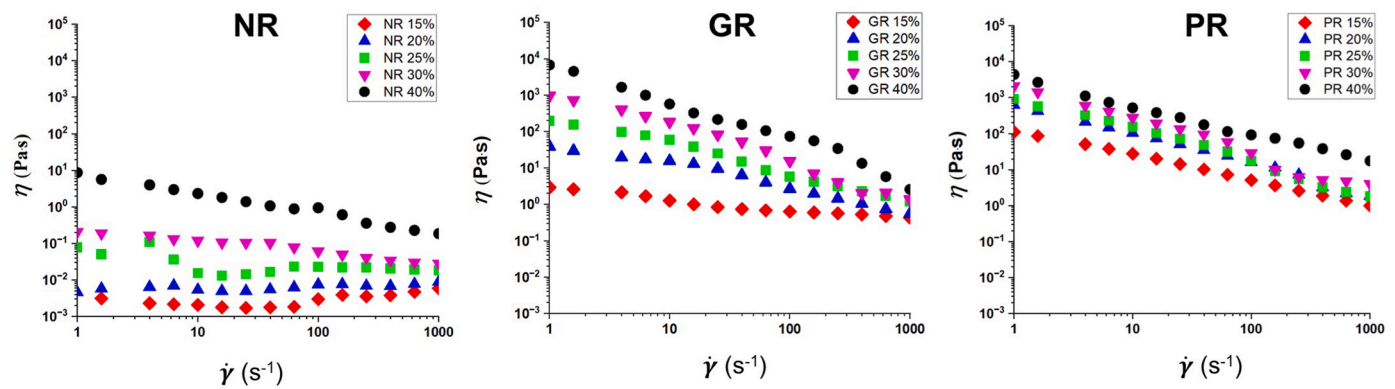 NR
10⁵
10⁴
10³
10²
10¹
10⁰
10⁻¹
10⁻²
10⁻³
η (Pa·s)
NR 15%
NR 20%
NR 25%
NR 30%
NR 40%
1
10
100
1000
γ̇ (s⁻¹)
GR
10⁵
10⁴
10³
10²
10¹
10⁰
10⁻¹
10⁻²
10⁻³
η (Pa·s)
GR 15%
GR 20%
GR 25%
GR 30%
GR 40%
1
10
100
1000
γ̇ (s⁻¹)
PR
10⁵
10⁴
10³
10²
10¹
10⁰
10⁻¹
10⁻²
10⁻³
η (Pa·s)
PR 15%
PR 20%
PR 25%
PR 30%
PR 40%
1
10
100
1000
γ̇ (s⁻¹)